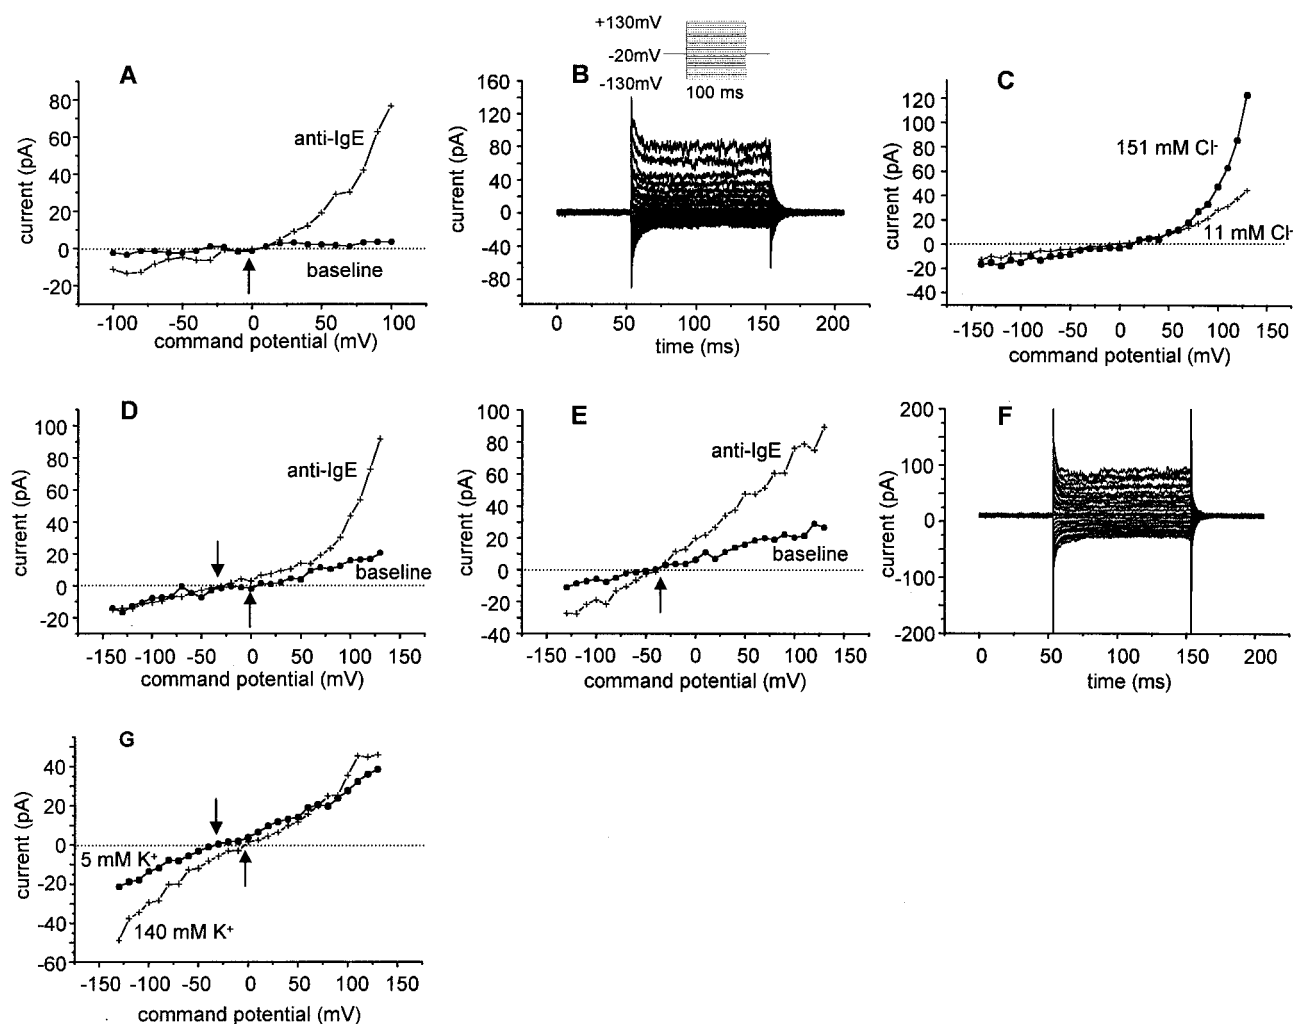 A
current (pA)
80
60
40
20
0
-20
anti-IgE
baseline
-100 -50 0 50 100
command potential (mV)
B
+130mV
-20mV
-130mV
100 ms
current (pA)
160
120
80
40
0
-40
-80
0 50 100 150 200
time (ms)
C
current (pA)
120
100
80
60
40
20
0
-20
-40
151 mM Cl-
11 mM Cl-
-150 -100 -50 0 50 100 150
command potential (mV)
D
current (pA)
100
80
60
40
20
0
-20
anti-IgE
baseline
-150 -100 -50 0 50 100 150
command potential (mV)
E
current (pA)
100
80
60
40
20
0
-20
-40
anti-IgE
baseline
-150 -100 -50 0 50 100 150
command potential (mV)
F
current (pA)
200
100
0
-100
-200
0 50 100 150 200
time (ms)
G
current (pA)
40
20
0
-20
-40
-60
5 mM K+
140 mM K+
-150 -100 -50 0 50 100 150
command potential (mV)